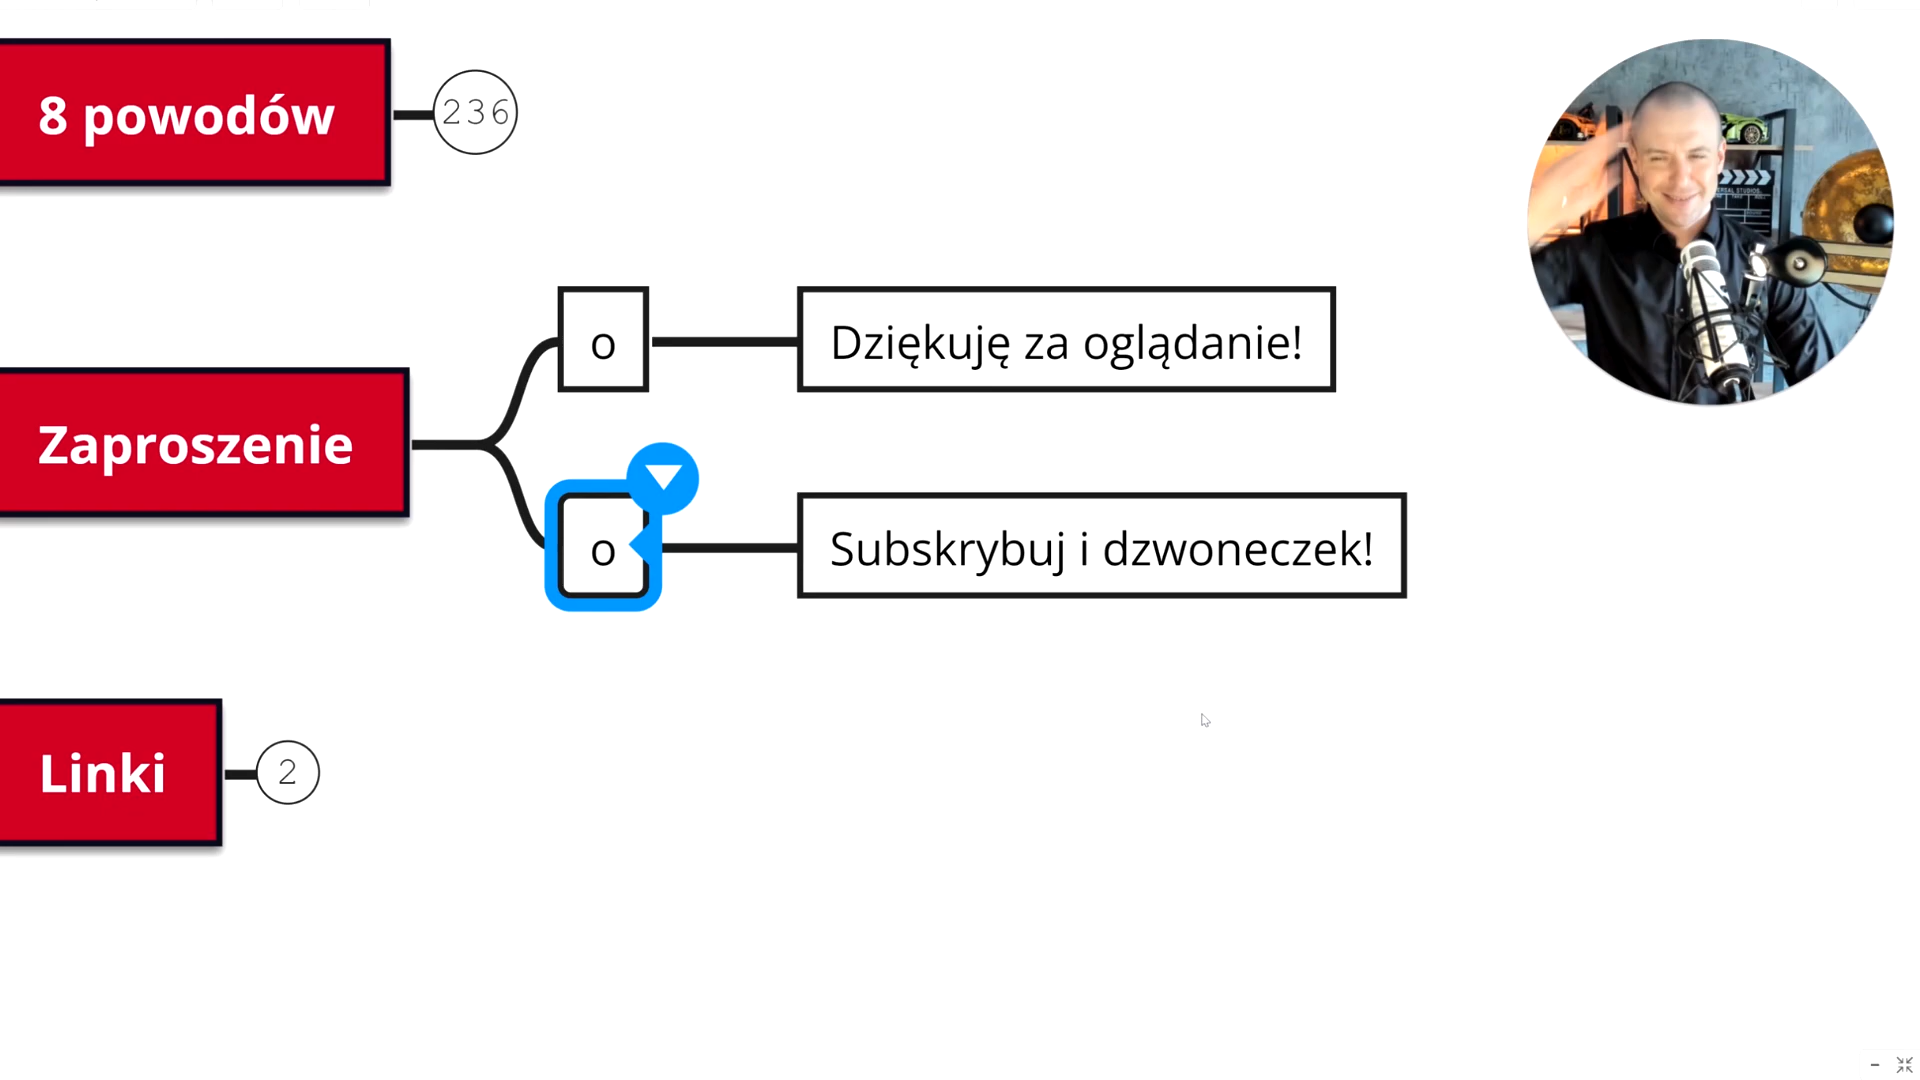 8 powodów
236
o
Dziękuję za oglądanie!
Zaproszenie
o
Subskrybuj i dzwoneczek!
Linki
2